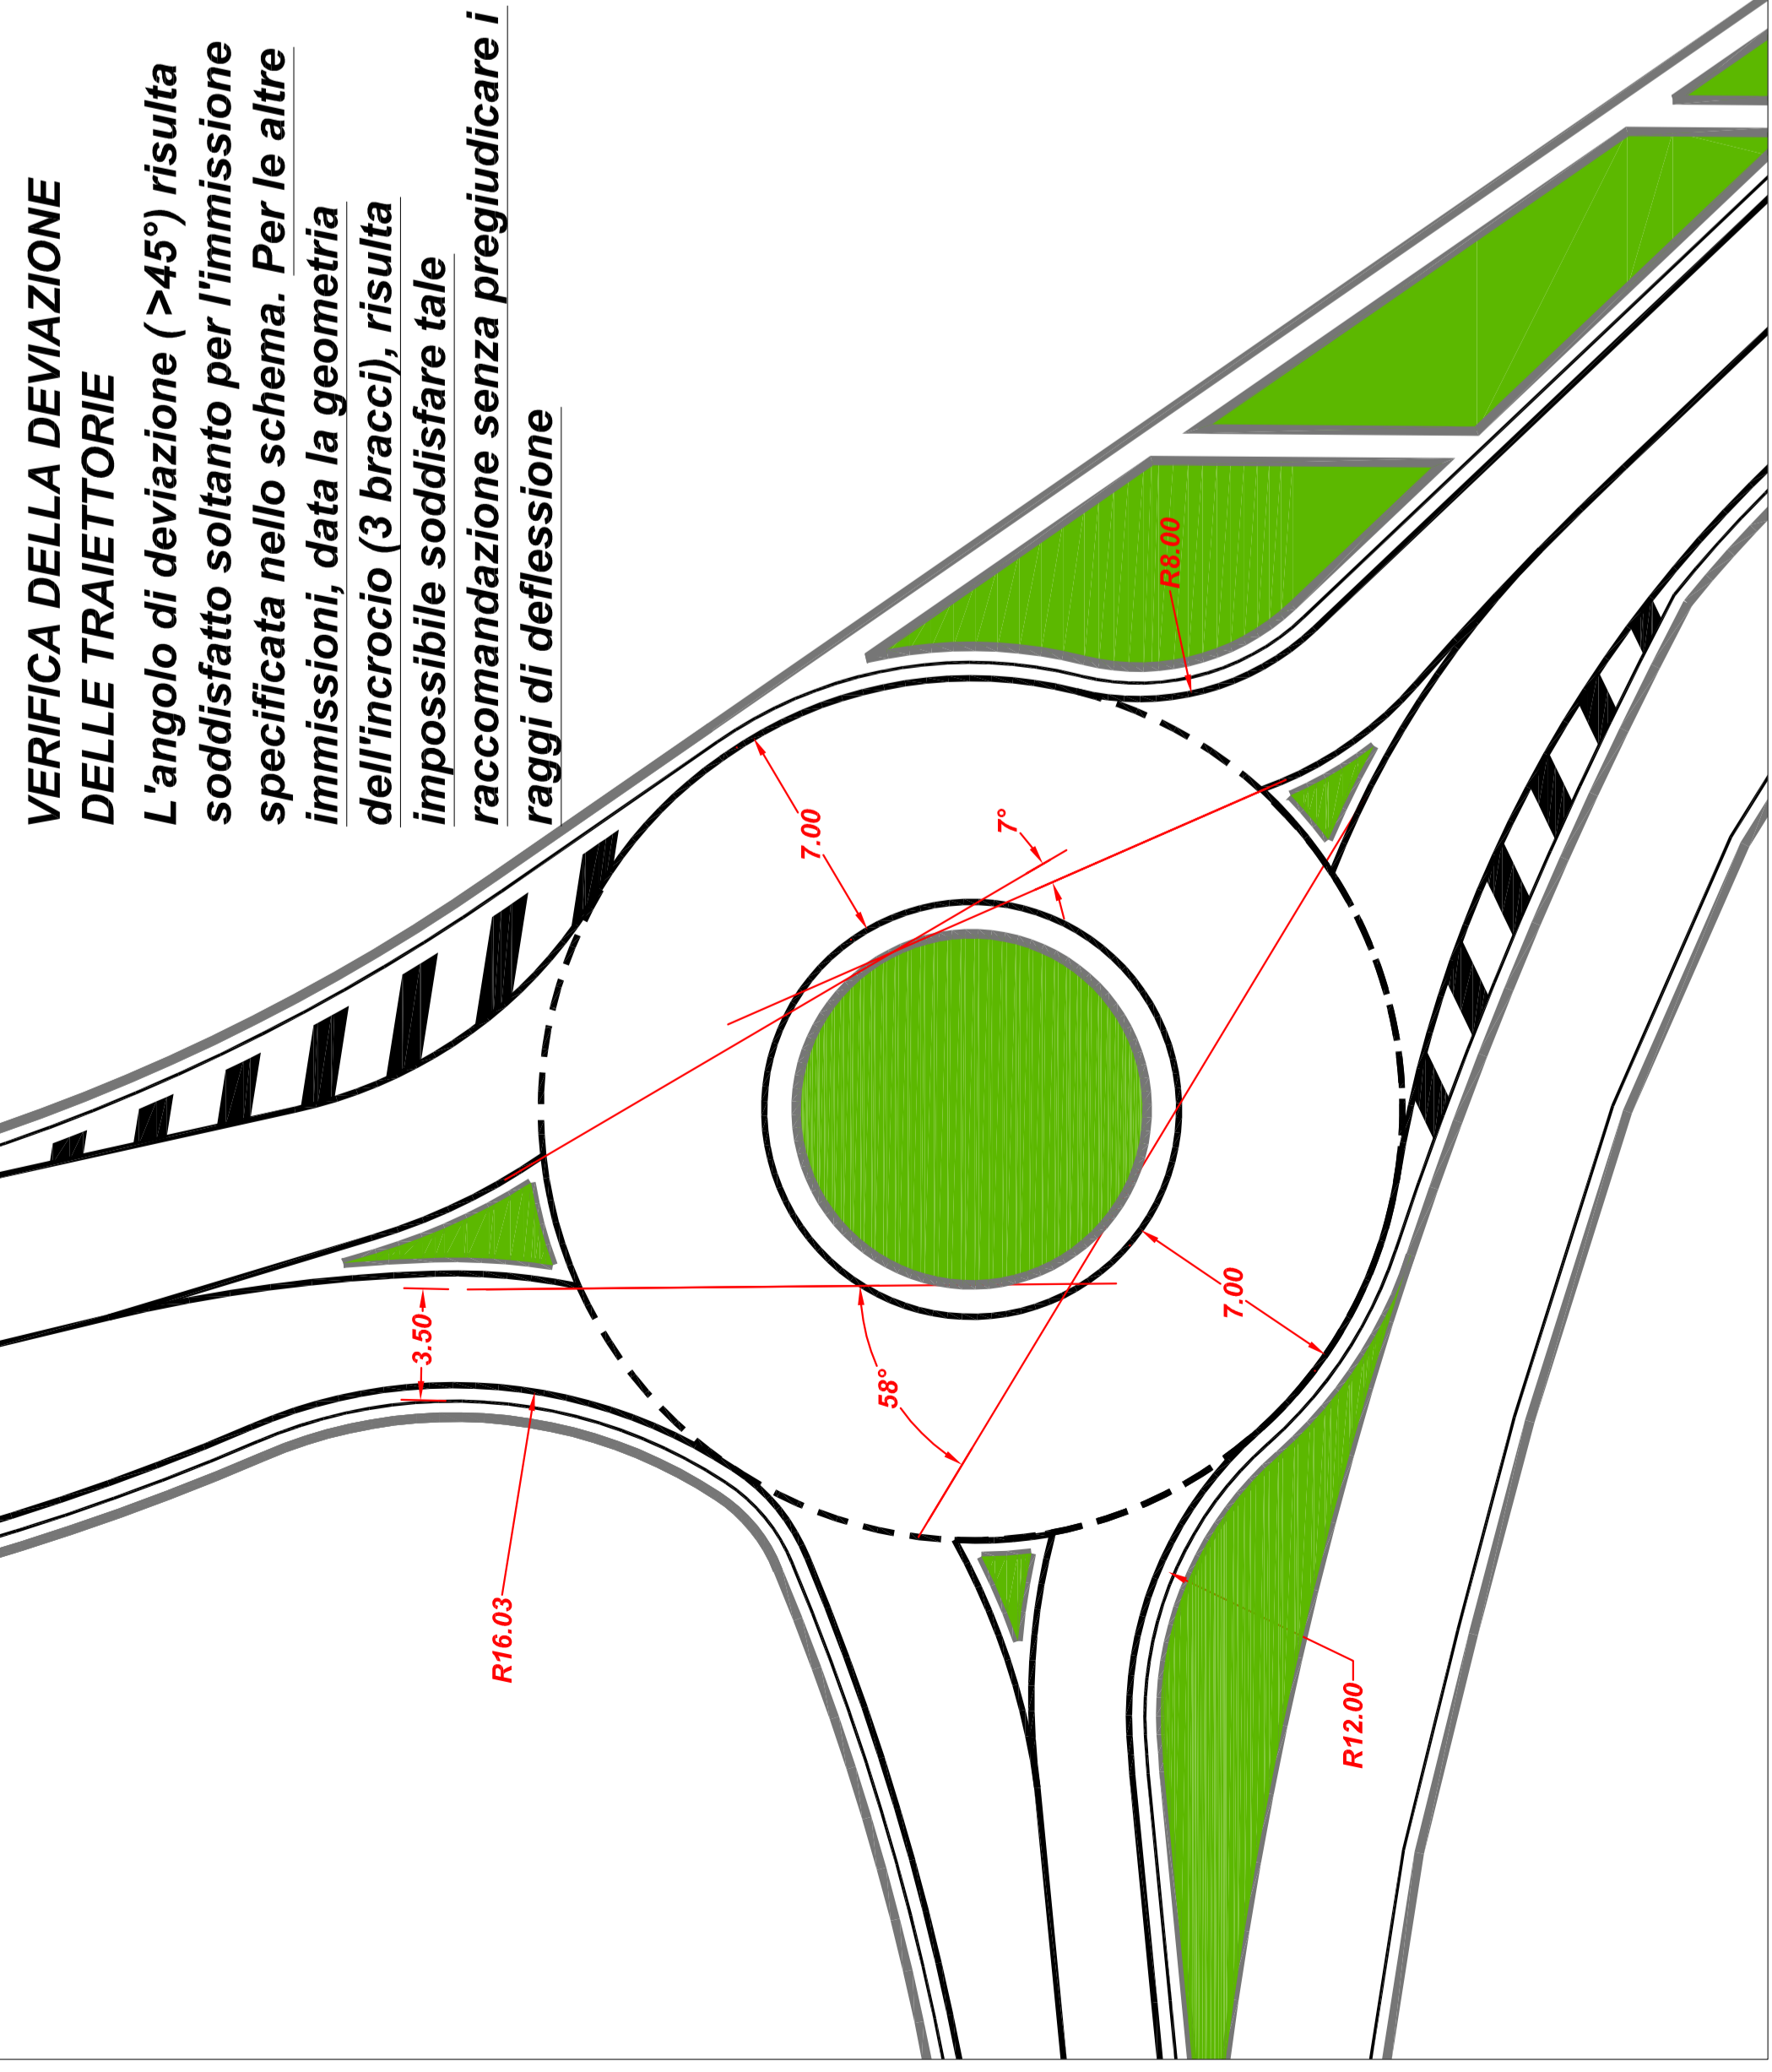 VERIFICA DELLA DEVIAZIONE
DELLE TRAIETTORIE
L'angolo di deviazione (>45°) risulta
soddisfatto soltanto per l'immissione
specificata nello schema. Per le altre
immissioni, data la geometria
dell'incrocio (3 bracci), risulta
impossibile soddisfare tale
raccomandazione senza pregiudicare i
raggi di deflessione
R8.00
7.00
7°
3.50
58°
7.00
R16.03
R12.00